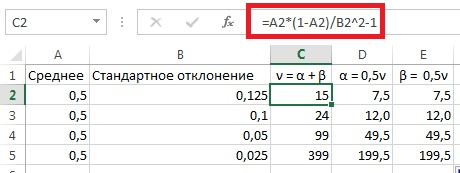 C2 fx =A2*(1-A2)/B2^2-1
A B C D E
1 Среднее Стандартное отклонение ν = α + β α = 0,5ν β = 0,5ν
2 0,5 0,125 15 7,5 7,5
3 0,5 0,1 24 12,0 12,0
4 0,5 0,05 99 49,5 49,5
5 0,5 0,025 399 199,5 199,5